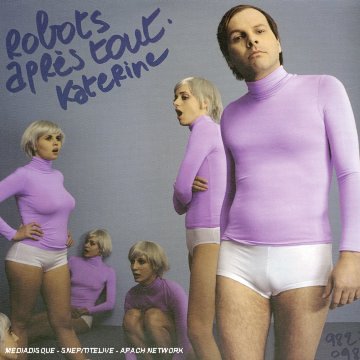 Robots
après tout.
Katerine
MEDIADISQUE - SNEP/TITELIVE - APACH NETWORK